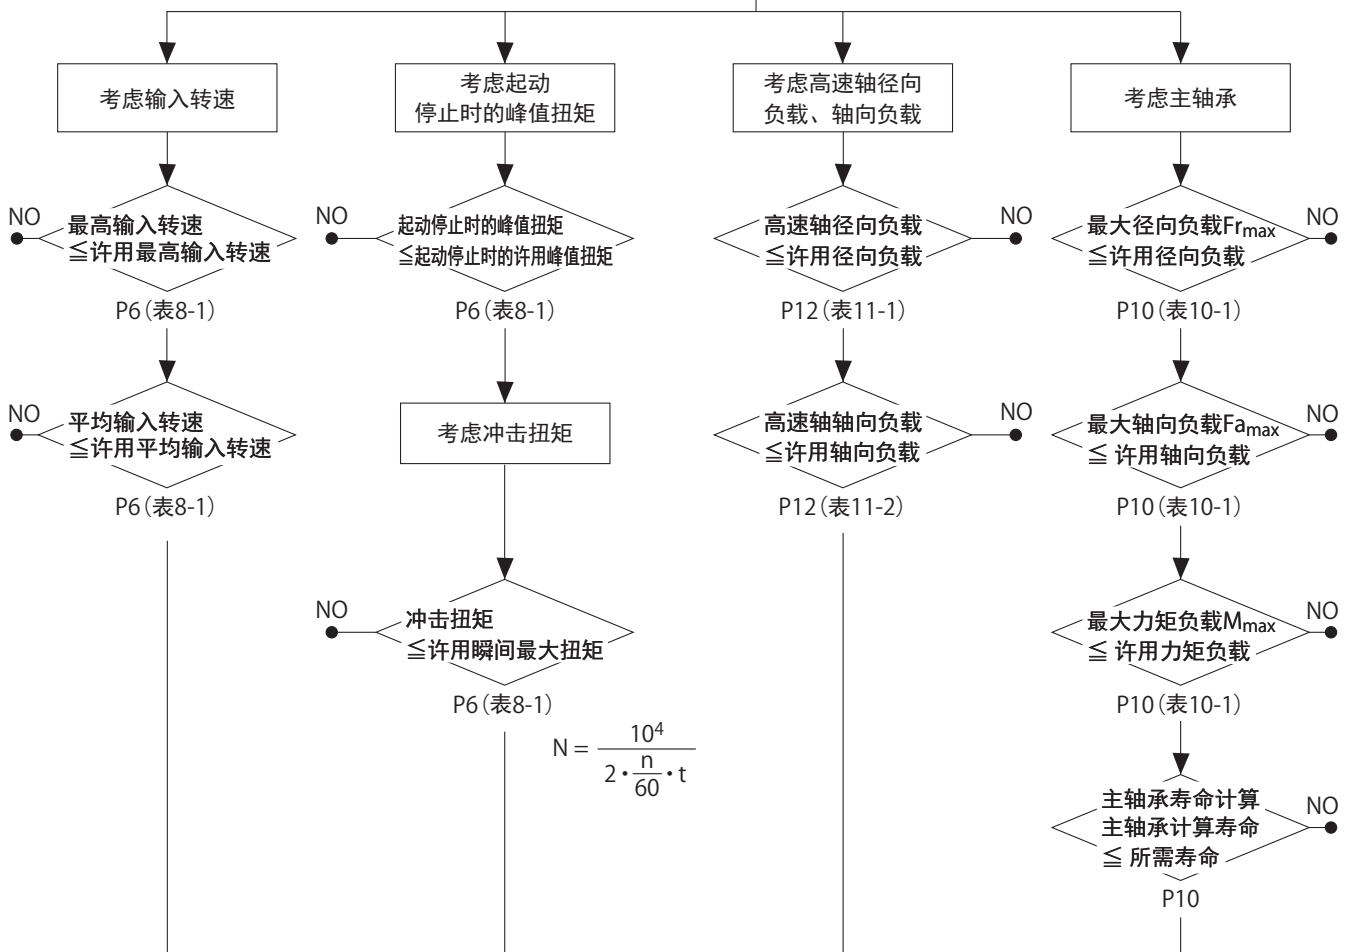 考虑输入转速
考虑起动
停止时的峰值扭矩
考虑高速轴径向
负载、轴向负载
考虑主轴承
NO
最高输入转速
≦许用最高输入转速
P6（表8-1）
NO
起动停止时的峰值扭矩
≦起动停止时的许用峰值扭矩
P6（表8-1）
高速轴径向负载
≦许用径向负载
NO
P12（表11-1）
最大径向负载Frmax
≦许用径向负载
NO
P10（表10-1）
NO
平均输入转速
≦许用平均输入转速
P6（表8-1）
考虑冲击扭矩
高速轴轴向负载
≦许用轴向负载
NO
P12（表11-2）
最大轴向负载Famax
≦ 许用轴向负载
NO
P10（表10-1）
NO
冲击扭矩
≦许用瞬间最大扭矩
P6（表8-1）
N = 10⁴ / (2・n/60・t)
最大力矩负载Mmax
≦ 许用力矩负载
NO
P10（表10-1）
主轴承寿命计算
主轴承计算寿命
≦ 所需寿命
NO
P10